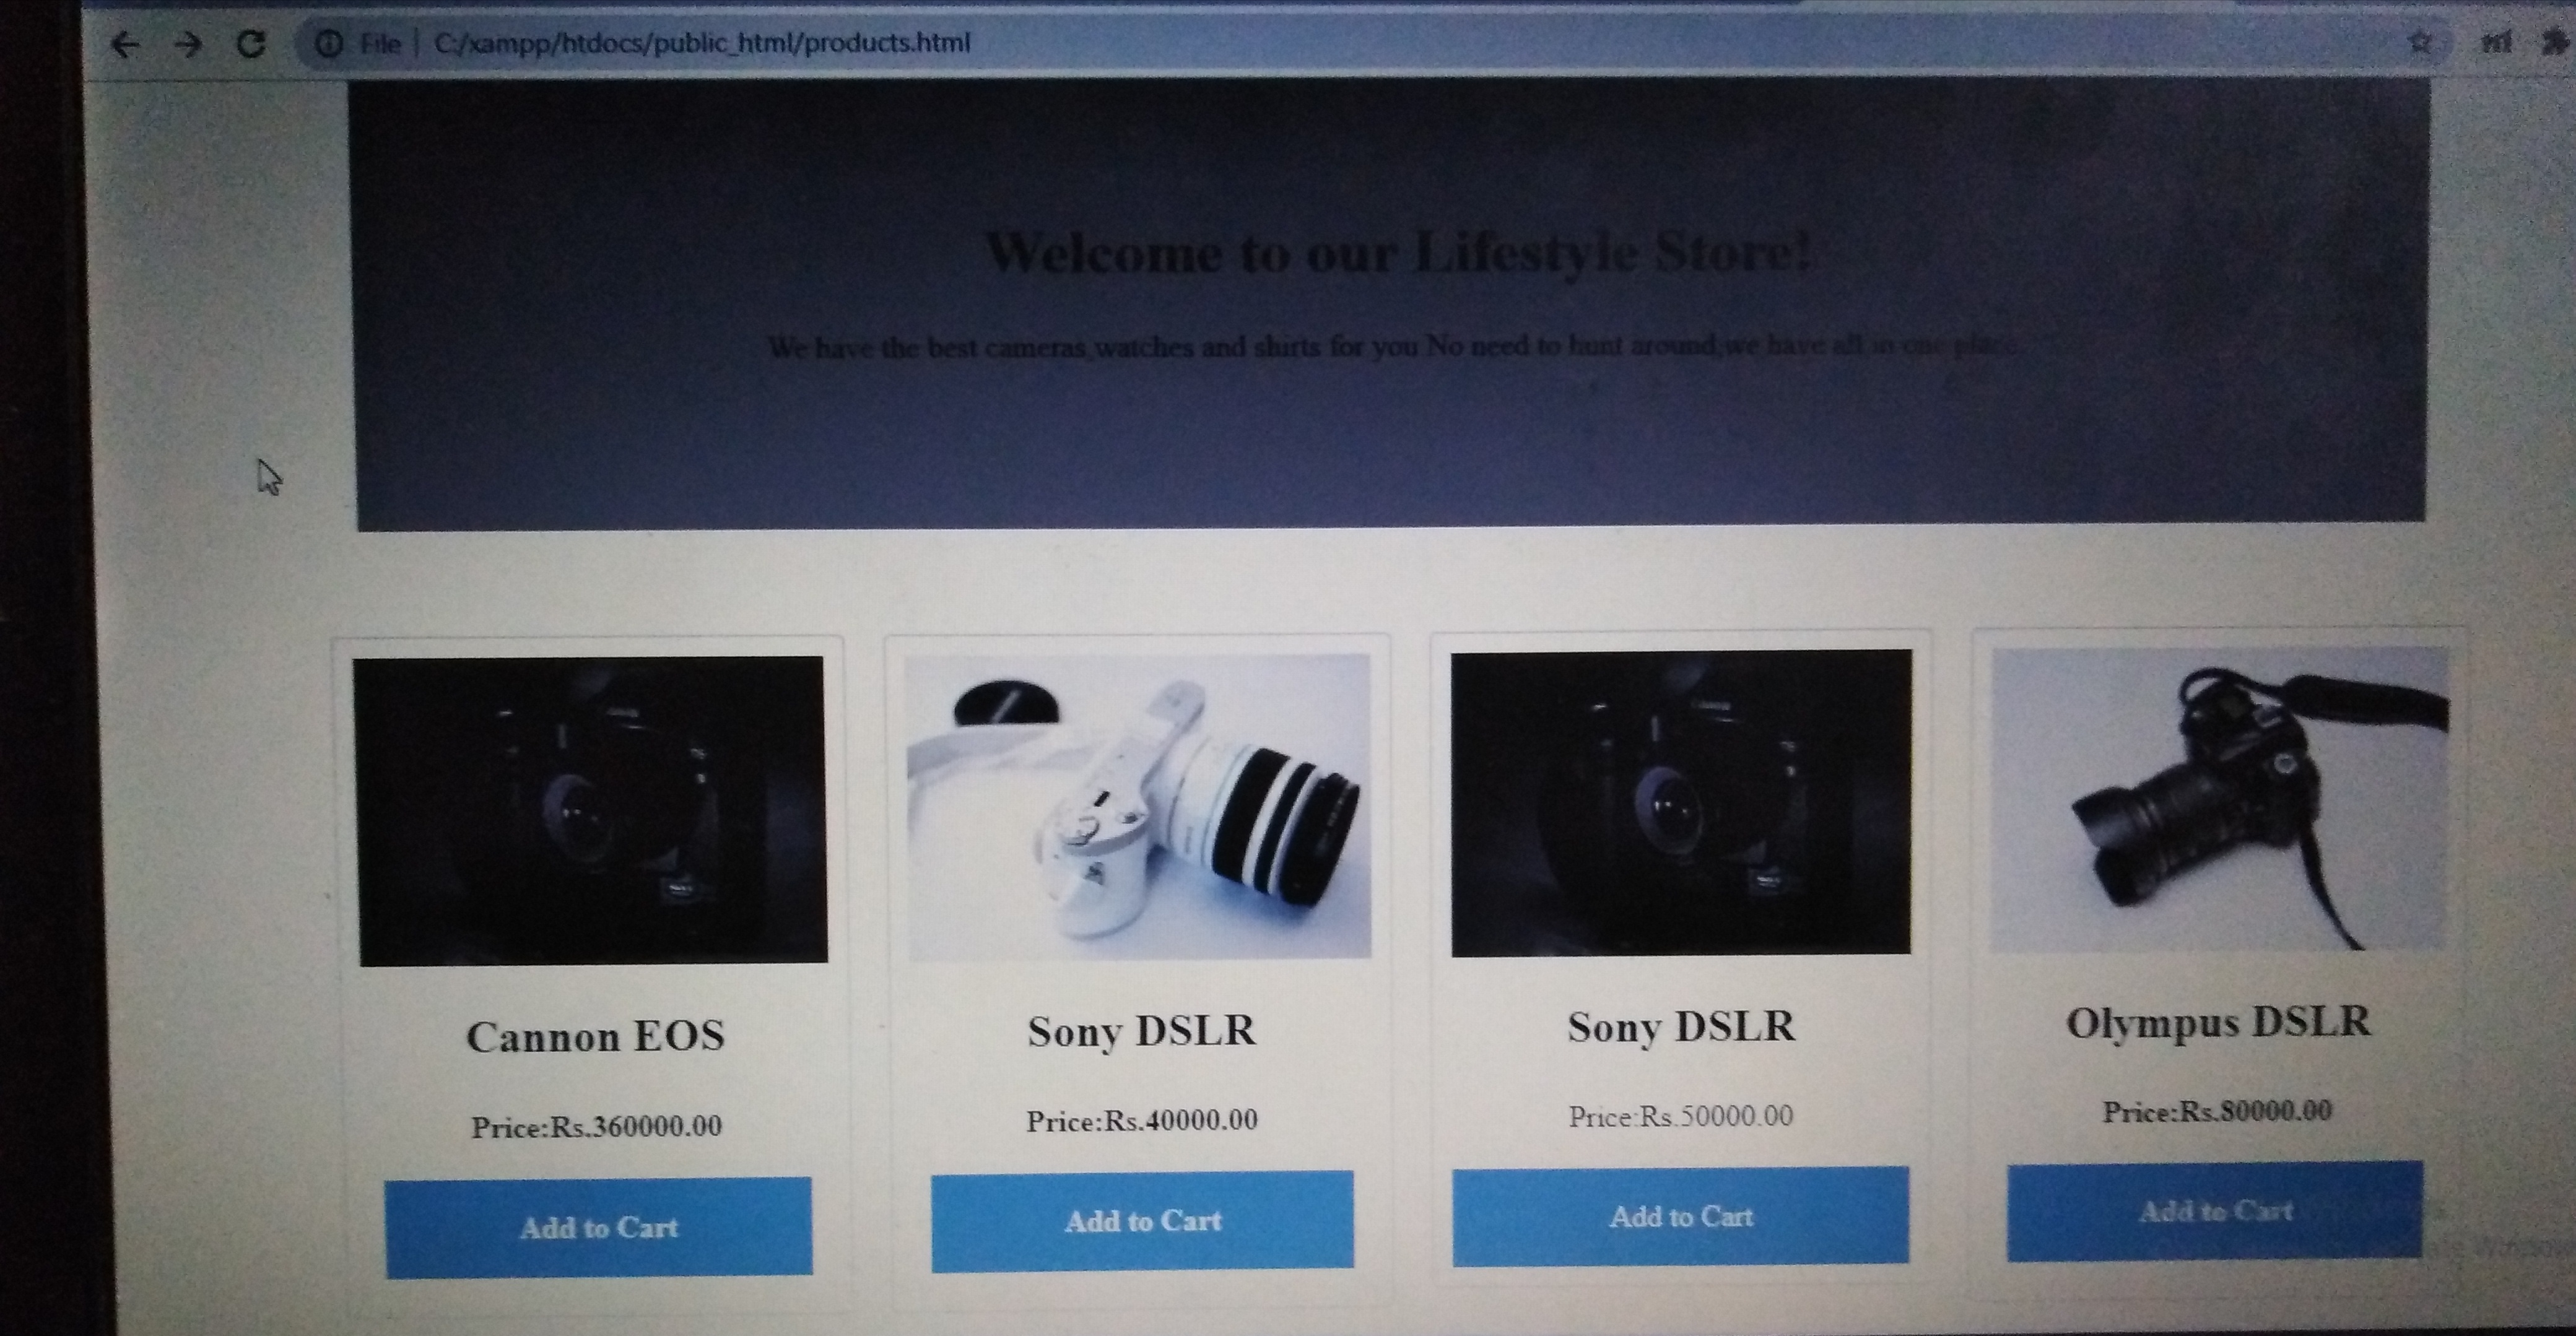 File | C:/xampp/htdocs/public_html/products.html
Welcome to our Lifestyle Store!
We have the best cameras,watches and shirts for you No need to hunt around,we have all in one place.
Cannon EOS
Sony DSLR
Sony DSLR
Olympus DSLR
Price:Rs.360000.00
Price:Rs.40000.00
Price:Rs.50000.00
Price:Rs.80000.00
Add to Cart
Add to Cart
Add to Cart
Add to Cart